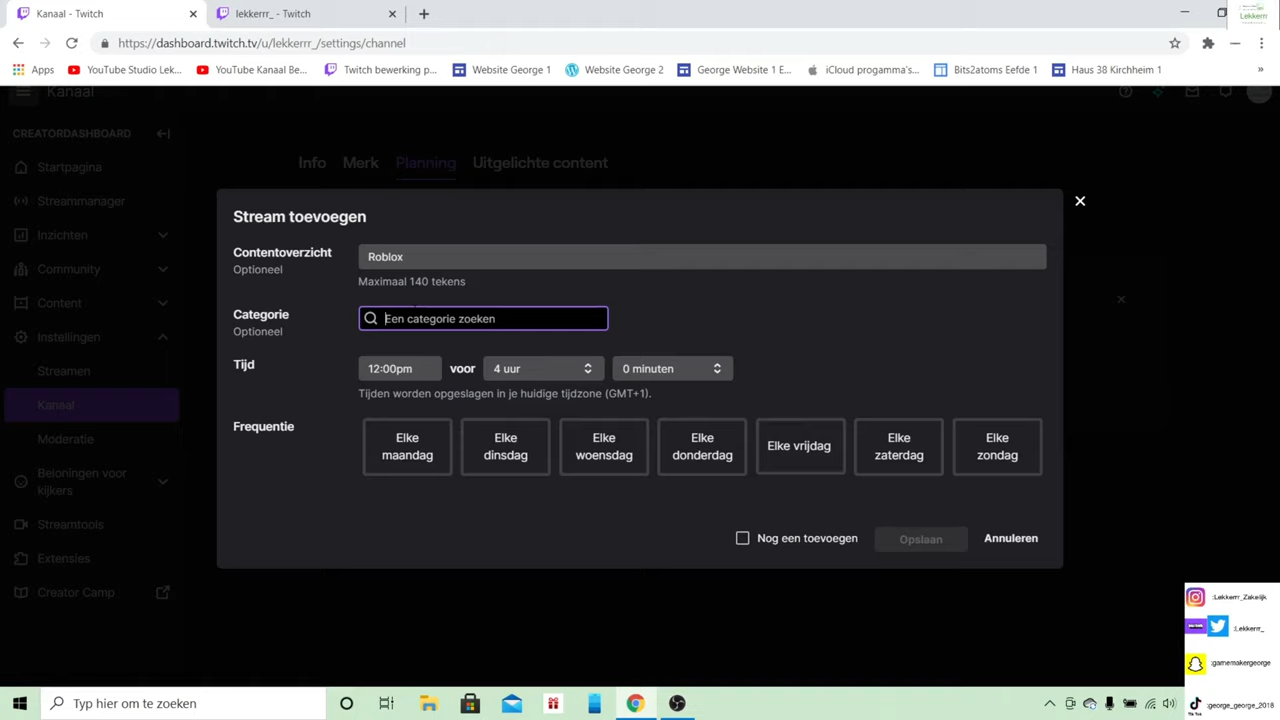 Kanaal - Twitch
lekkerrr_ - Twitch
Lekkerr
https://dashboard.twitch.tv/u/lekkerrr_/settings/channel
Apps
YouTube Studio Lek...
YouTube Kanaal Be...
Twitch bewerking p...
Website George 1
Website George 2
George Website 1 E...
iCloud progamma's...
Bits2atoms Eefde 1
Haus 38 Kirchheim 1
»
Kanaal
CREATORDASHBOARD
Startpagina
Streammanager
Inzichten
Community
Content
Instellingen
Streamen
Kanaal
Moderatie
Beloningen voor
kijkers
Streamtools
Extensies
Creator Camp
Info
Merk
Planning
Uitgelichte content
Stream toevoegen
Contentoverzicht
Optioneel
Roblox
Maximaal 140 tekens
Categorie
Optioneel
Een categorie zoeken
Tijd
12:00pm
voor
4 uur
0 minuten
Tijden worden opgeslagen in je huidige tijdzone (GMT+1).
Frequentie
Elke
maandag
Elke
dinsdag
Elke
woensdag
Elke
donderdag
Elke vrijdag
Elke
zaterdag
Elke
zondag
Nog een toevoegen
Opslaan
Annuleren
:Lekkerr_Zakelijk
:Lekkerr_
:gamemakergeorge
:george_george_2018
Typ hier om te zoeken